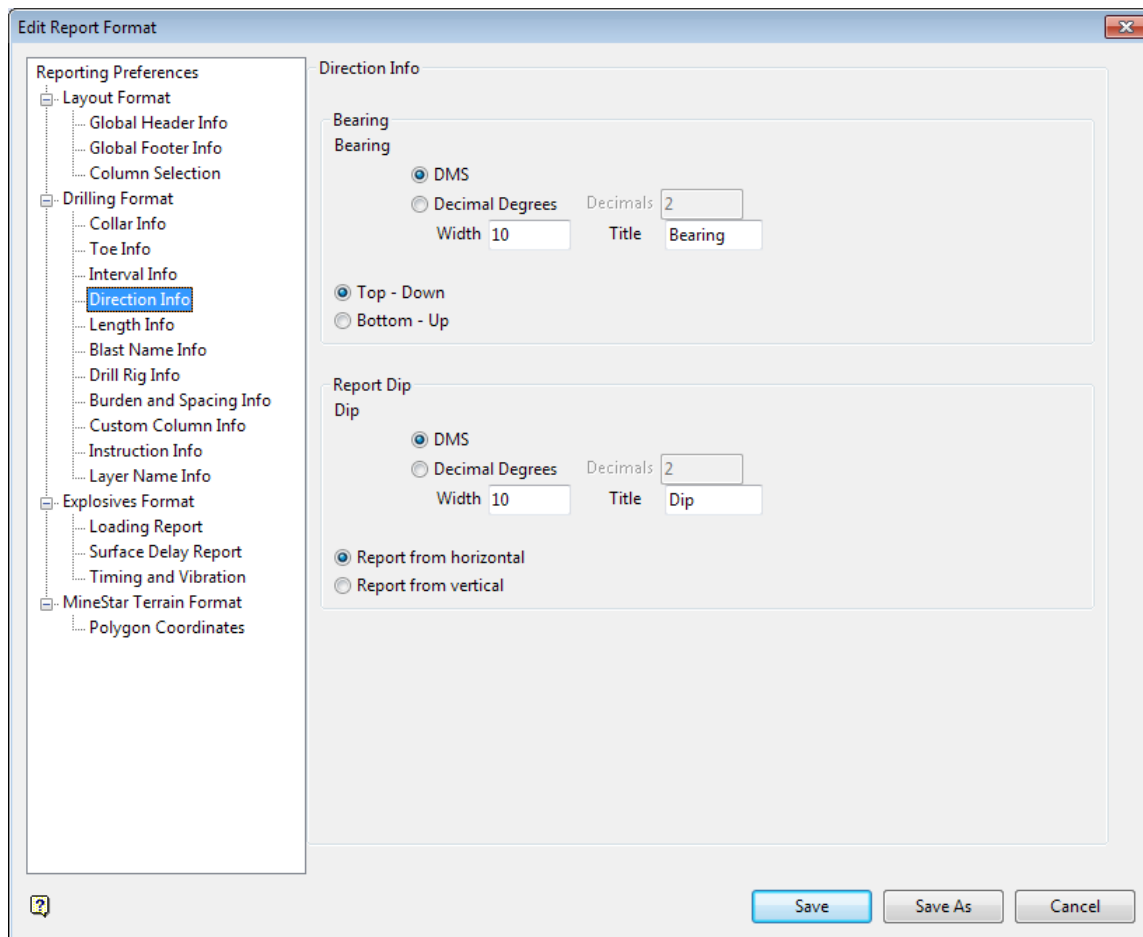 Edit Report Format
Reporting Preferences
Layout Format
Global Header Info
Global Footer Info
Column Selection
Drilling Format
Collar Info
Toe Info
Interval Info
Direction Info
Length Info
Blast Name Info
Drill Rig Info
Burden and Spacing Info
Custom Column Info
Instruction Info
Layer Name Info
Explosives Format
Loading Report
Surface Delay Report
Timing and Vibration
MineStar Terrain Format
Polygon Coordinates
Direction Info
Bearing
Bearing
DMS
Decimal Degrees Decimals 2
Width 10 Title Bearing
Top - Down
Bottom - Up
Report Dip
Dip
DMS
Decimal Degrees Decimals 2
Width 10 Title Dip
Report from horizontal
Report from vertical
?
Save Save As Cancel